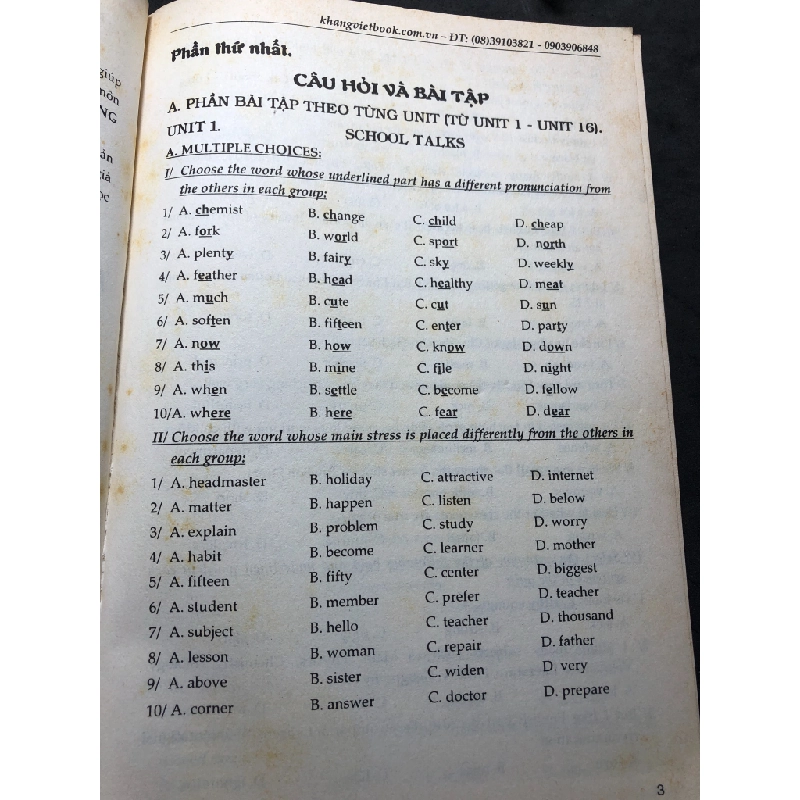 khangvietbook.com.vn – ĐT: (08)39103821 - 0903906848
Phần thứ nhất.
CÂU HỎI VÀ BÀI TẬP
A. PHẦN BÀI TẬP THEO TỪNG UNIT (TỪ UNIT 1 - UNIT 16).
UNIT 1. SCHOOL TALKS
A. MULTIPLE CHOICES:
I/ Choose the word whose underlined part has a different pronunciation from
the others in each group:
1/ A. chemist B. change C. child D. cheap
2/ A. fork B. world C. sport D. north
3/ A. plenty B. fairy C. sky D. weekly
4/ A. feather B. head C. healthy D. meat
5/ A. much B. cute C. cut D. sun
6/ A. soften B. fifteen C. enter D. party
7/ A. now B. how C. know D. down
8/ A. this B. mine C. file D. night
9/ A. when B. settle C. become D. fellow
10/A. where B. here C. fear D. dear
II/ Choose the word whose main stress is placed differently from the others in
each group:
1/ A. headmaster B. holiday C. attractive D. internet
2/ A. matter B. happen C. listen D. below
3/ A. explain B. problem C. study D. worry
4/ A. habit B. become C. learner D. mother
5/ A. fifteen B. fifty C. center D. biggest
6/ A. student B. member C. prefer D. teacher
7/ A. subject B. hello C. teacher D. thousand
8/ A. lesson B. woman C. repair D. father
9/ A. above B. sister C. widen D. very
10/ A. corner B. answer C. doctor D. prepare
3